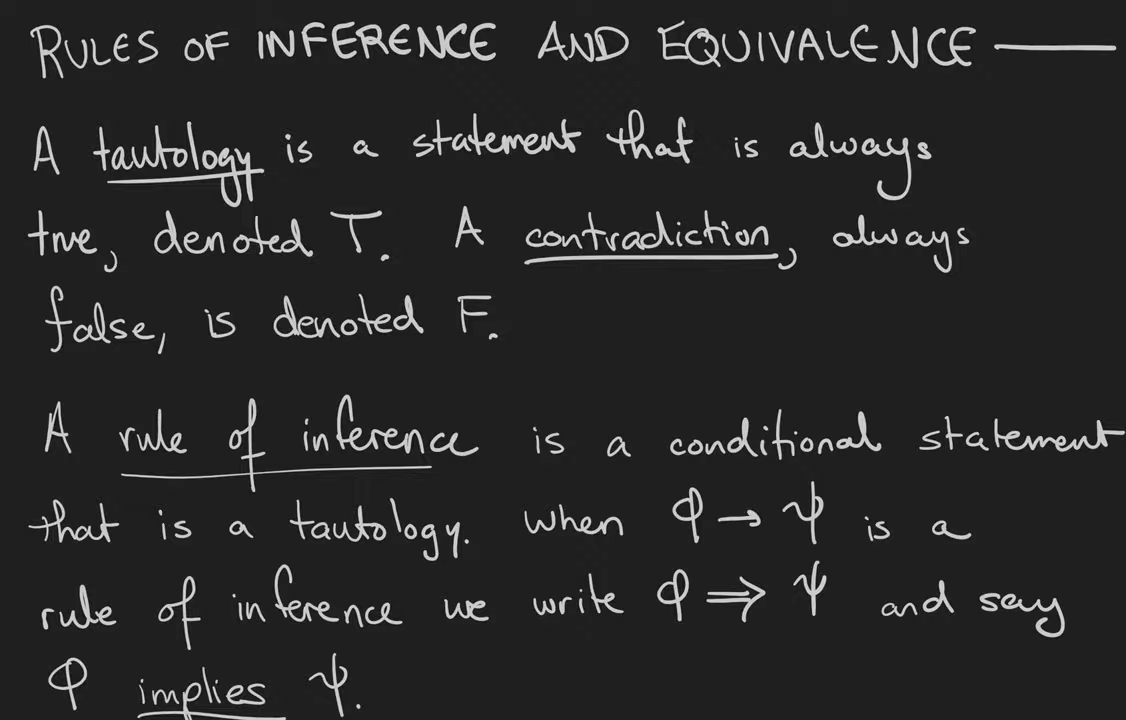 RULES OF INFERENCE AND EQUIVALENCE
A tautology is a statement that is always
true, denoted T. A contradiction, always
false, is denoted F.
A rule of inference is a conditional statement
that is a tautology. When φ → ψ is a
rule of inference we write φ ⇒ ψ and say
φ implies ψ.